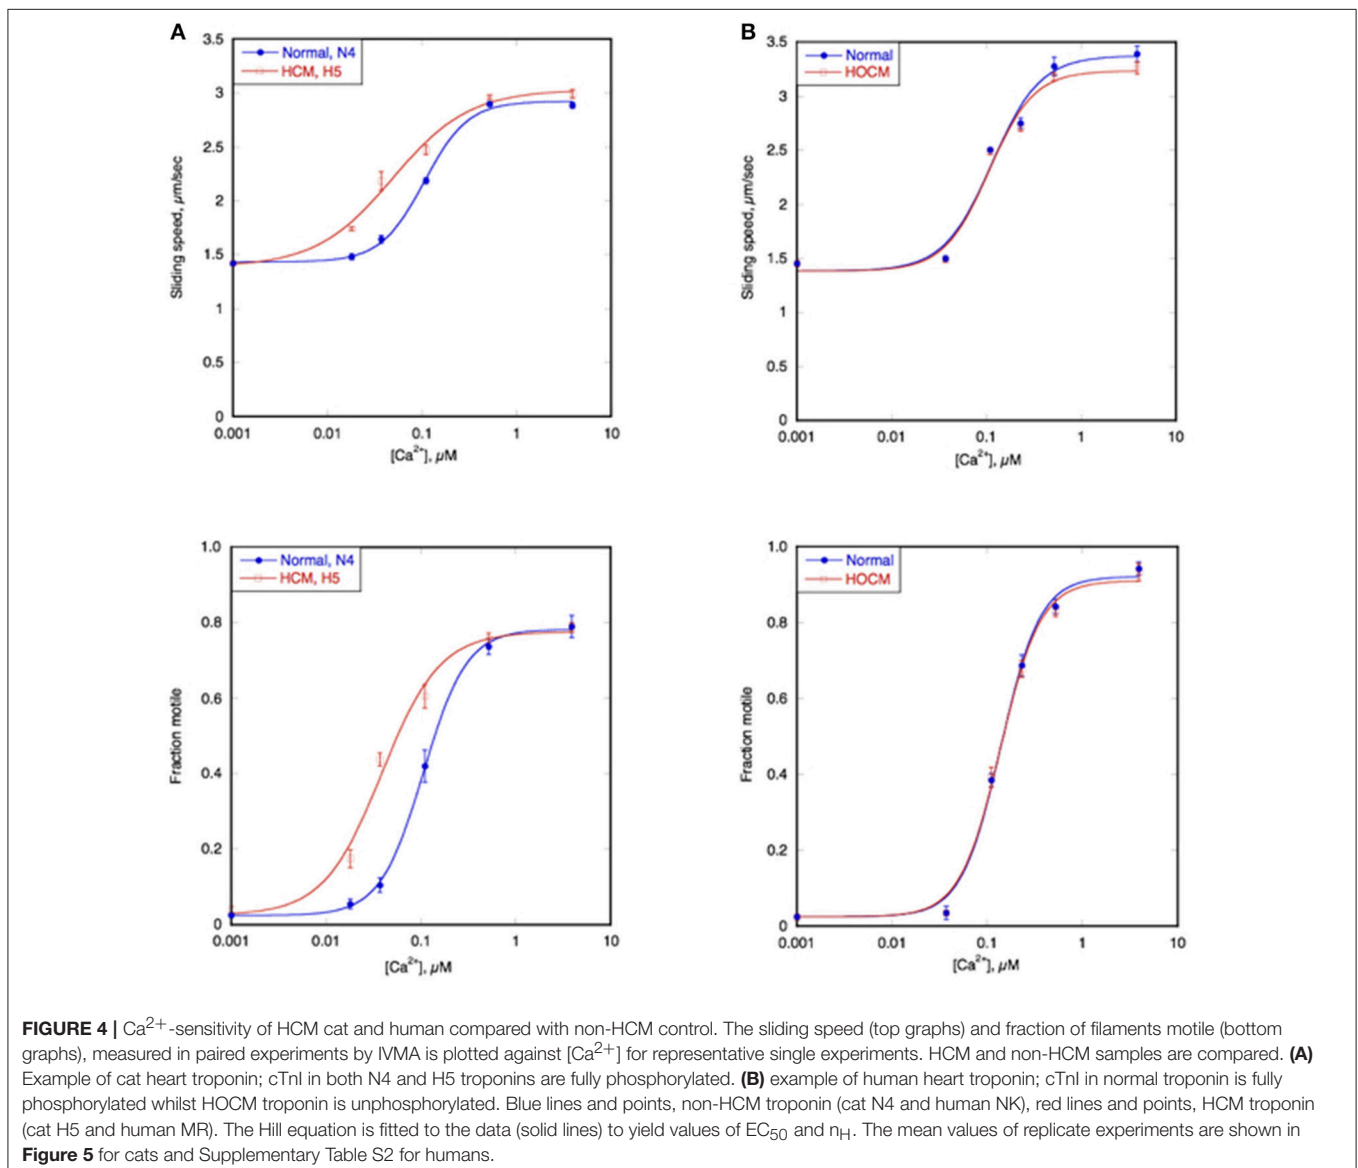 A
3.5
3
2.5
2
1.5
1
0.5
0
Sliding speed, μm/sec
Normal, N4
HCM, H5
0.001 0.01 0.1 1 10
[Ca²⁺], μM
B
3.5
3
2.5
2
1.5
1
0.5
0
Sliding speed, μm/sec
Normal
HOCM
0.001 0.01 0.1 1 10
[Ca²⁺], μM
1.0
0.8
0.6
0.4
0.2
0
Fraction motile
Normal, N4
HCM, H5
0.001 0.01 0.1 1 10
[Ca²⁺], μM
1.0
0.8
0.6
0.4
0.2
0
Fraction motile
Normal
HOCM
0.001 0.01 0.1 1 10
[Ca²⁺], μM
FIGURE 4 | Ca²⁺-sensitivity of HCM cat and human compared with non-HCM control. The sliding speed (top graphs) and fraction of filaments motile (bottom
graphs), measured in paired experiments by IVMA is plotted against [Ca²⁺] for representative single experiments. HCM and non-HCM samples are compared. (A)
Example of cat heart troponin; cTnI in both N4 and H5 troponins are fully phosphorylated. (B) example of human heart troponin; cTnI in normal troponin is fully
phosphorylated whilst HOCM troponin is unphosphorylated. Blue lines and points, non-HCM troponin (cat N4 and human NK), red lines and points, HCM troponin
(cat H5 and human MR). The Hill equation is fitted to the data (solid lines) to yield values of EC₅₀ and n_H. The mean values of replicate experiments are shown in
Figure 5 for cats and Supplementary Table S2 for humans.